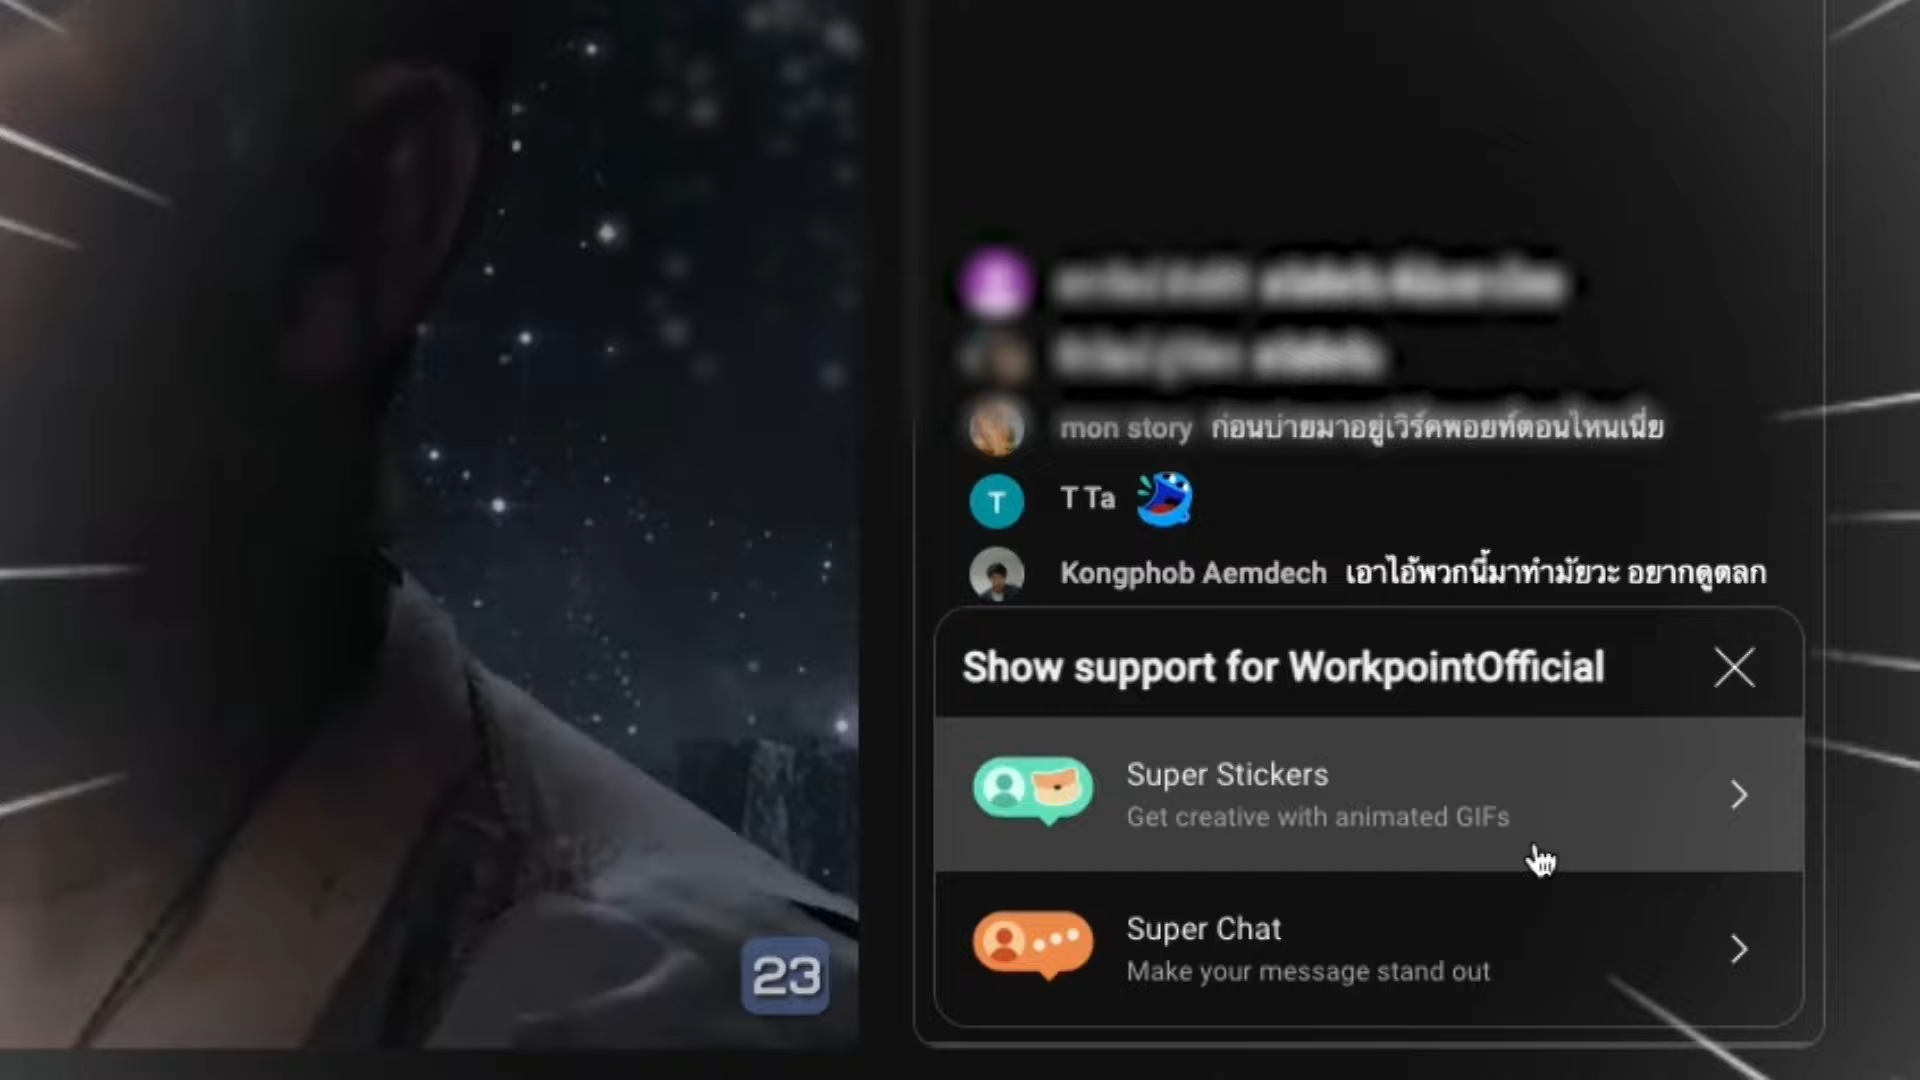 mon story ก่อนบ่ายมาอยู่เวิร์คพอยท์ตอนไหนเนี่ย
T
T Ta
Kongphob Aemdech เอาไอ้พวกนี้มาทำมัยวะ อยากดูตลก
Show support for WorkpointOfficial
Super Stickers
Get creative with animated GIFs
Super Chat
Make your message stand out
23